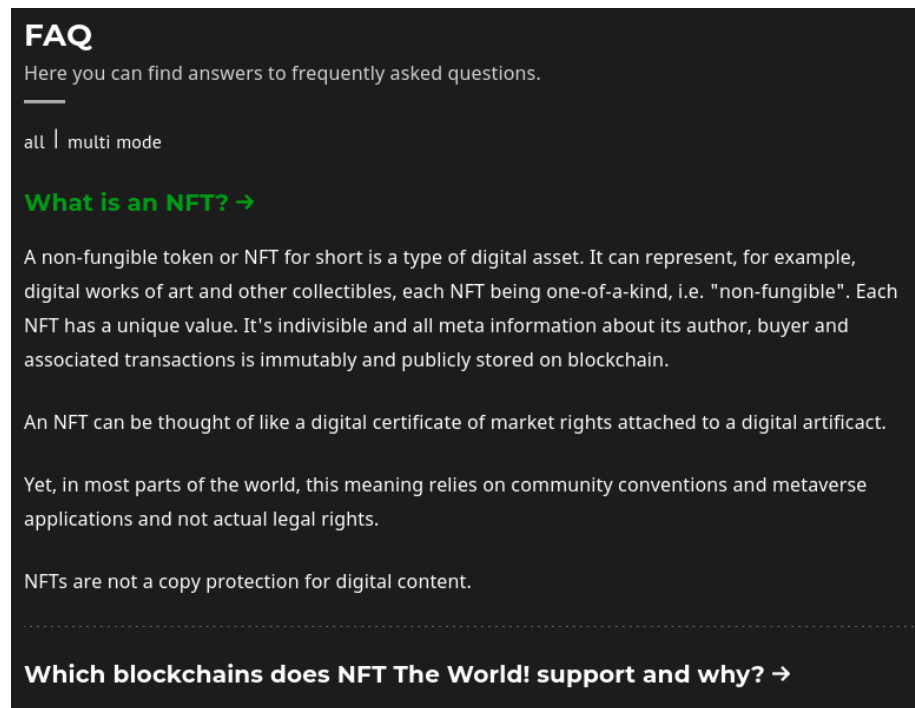 FAQ
Here you can find answers to frequently asked questions.
all | multi mode
What is an NFT? →
A non-fungible token or NFT for short is a type of digital asset. It can represent, for example,
digital works of art and other collectibles, each NFT being one-of-a-kind, i.e. "non-fungible". Each
NFT has a unique value. It's indivisible and all meta information about its author, buyer and
associated transactions is immutably and publicly stored on blockchain.
An NFT can be thought of like a digital certificate of market rights attached to a digital artificact.
Yet, in most parts of the world, this meaning relies on community conventions and metaverse
applications and not actual legal rights.
NFTs are not a copy protection for digital content.
Which blockchains does NFT The World! support and why? →